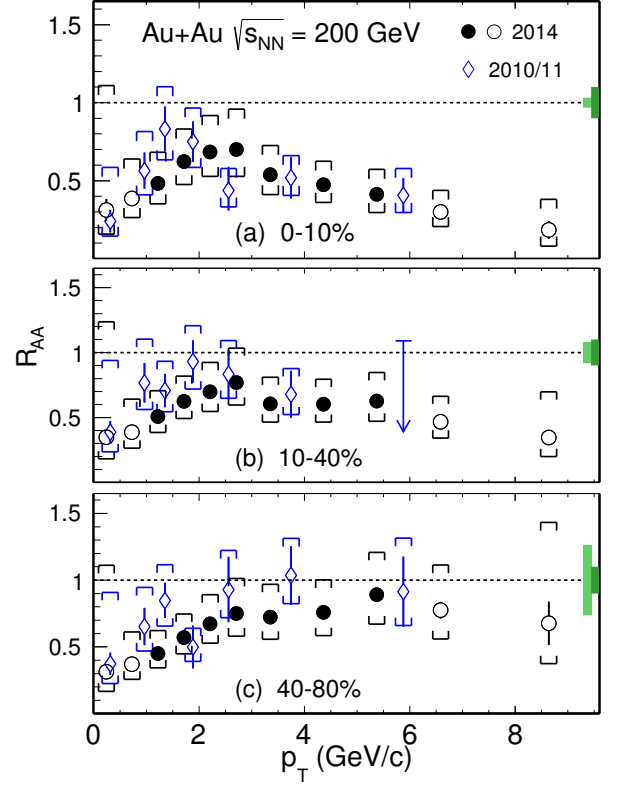 Au+Au √sNN = 200 GeV
2014
2010/11
1.5
1
0.5
(a) 0-10%
1.5
1
0.5
(b) 10-40%
RAA
1.5
1
0.5
(c) 40-80%
0 2 4 6 8
pT (GeV/c)